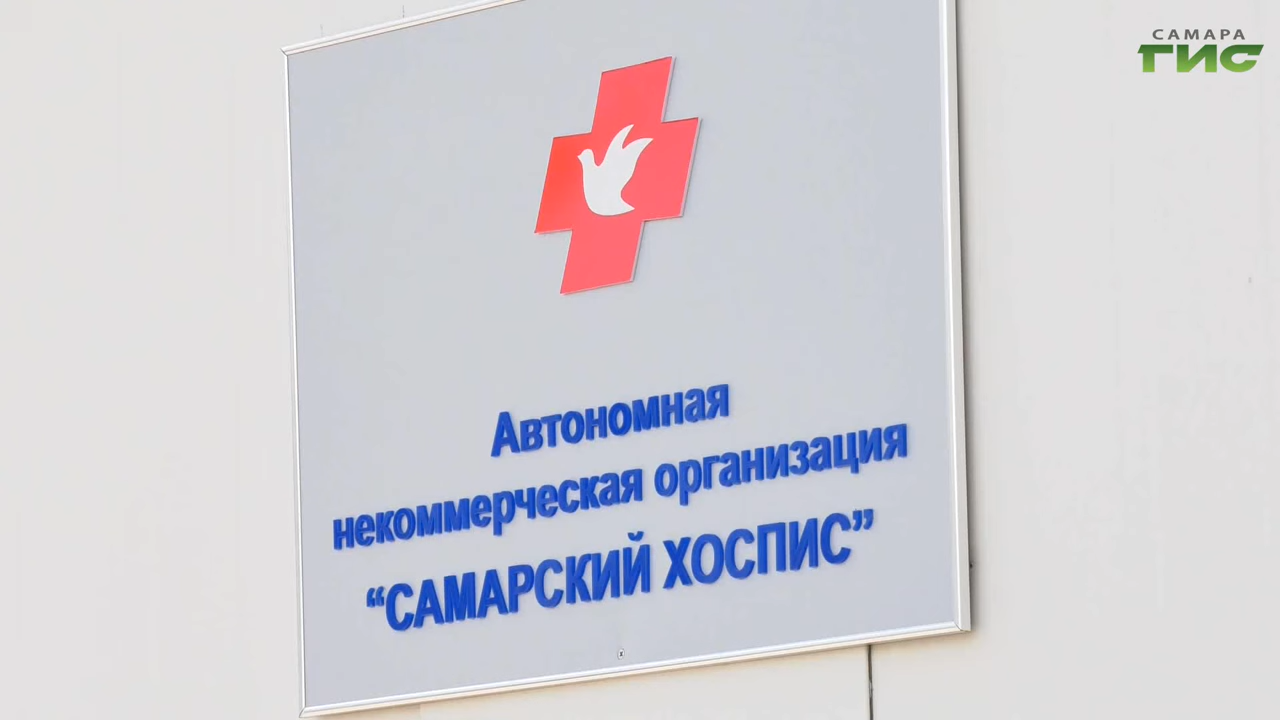 САМАРА
ГИС
Автономная
некоммерческая организация
“САМАРСКИЙ ХОСПИС”